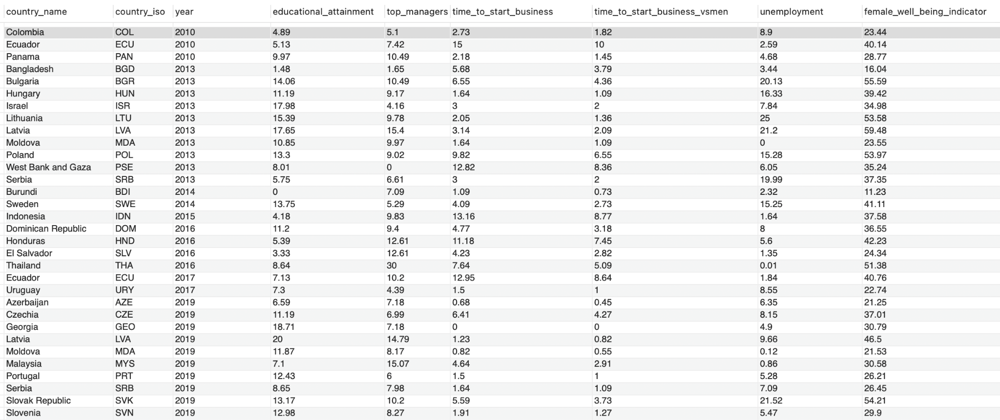 country_name country_iso year educational_attainment top_managers time_to_start_business time_to_start_business_vsmen unemployment female_well_being_indicator
Colombia COL 2010 4.89 5.1 2.73 1.82 8.9 23.44
Ecuador ECU 2010 5.13 7.42 15 10 2.59 40.14
Panama PAN 2010 9.97 10.49 2.18 1.45 4.68 28.77
Bangladesh BGD 2013 1.48 1.65 5.68 3.79 3.44 16.04
Bulgaria BGR 2013 14.06 10.49 6.55 4.36 20.13 55.59
Hungary HUN 2013 11.19 9.17 1.64 1.09 16.33 39.42
Israel ISR 2013 17.98 4.16 3 2 7.84 34.98
Lithuania LTU 2013 15.39 9.78 2.05 1.36 25 53.58
Latvia LVA 2013 17.65 15.4 3.14 2.09 21.2 59.48
Moldova MDA 2013 10.85 9.97 1.64 1.09 0 23.55
Poland POL 2013 13.3 9.02 9.82 6.55 15.28 53.97
West Bank and Gaza PSE 2013 8.01 0 12.82 8.36 6.05 35.24
Serbia SRB 2013 5.75 6.61 3 2 19.99 37.35
Burundi BDI 2014 0 7.09 1.09 0.73 2.32 11.23
Sweden SWE 2014 13.75 5.29 4.09 2.73 15.25 41.11
Indonesia IDN 2015 4.18 9.83 13.16 8.77 1.64 37.58
Dominican Republic DOM 2016 11.2 9.4 4.77 3.18 8 36.55
Honduras HND 2016 5.39 12.61 11.18 7.45 5.6 42.23
El Salvador SLV 2016 3.33 12.61 4.23 2.82 1.35 24.34
Thailand THA 2016 8.64 30 7.64 5.09 0.01 51.38
Ecuador ECU 2017 7.13 10.2 12.95 8.64 1.84 40.76
Uruguay URY 2017 7.3 4.39 1.5 1 8.55 22.74
Azerbaijan AZE 2019 6.59 7.18 0.68 0.45 6.35 21.25
Czechia CZE 2019 11.19 6.99 6.41 4.27 8.15 37.01
Georgia GEO 2019 18.71 7.18 0 0 4.9 30.79
Latvia LVA 2019 20 14.79 1.23 0.82 9.66 46.5
Moldova MDA 2019 11.87 8.17 0.82 0.55 0.12 21.53
Malaysia MYS 2019 7.1 15.07 4.64 2.91 0.86 30.58
Portugal PRT 2019 12.43 6 1.5 1 5.28 26.21
Serbia SRB 2019 8.65 7.98 1.64 1.09 7.09 26.45
Slovak Republic SVK 2019 13.17 10.2 5.59 3.73 21.52 54.21
Slovenia SVN 2019 12.98 8.27 1.91 1.27 5.47 29.9